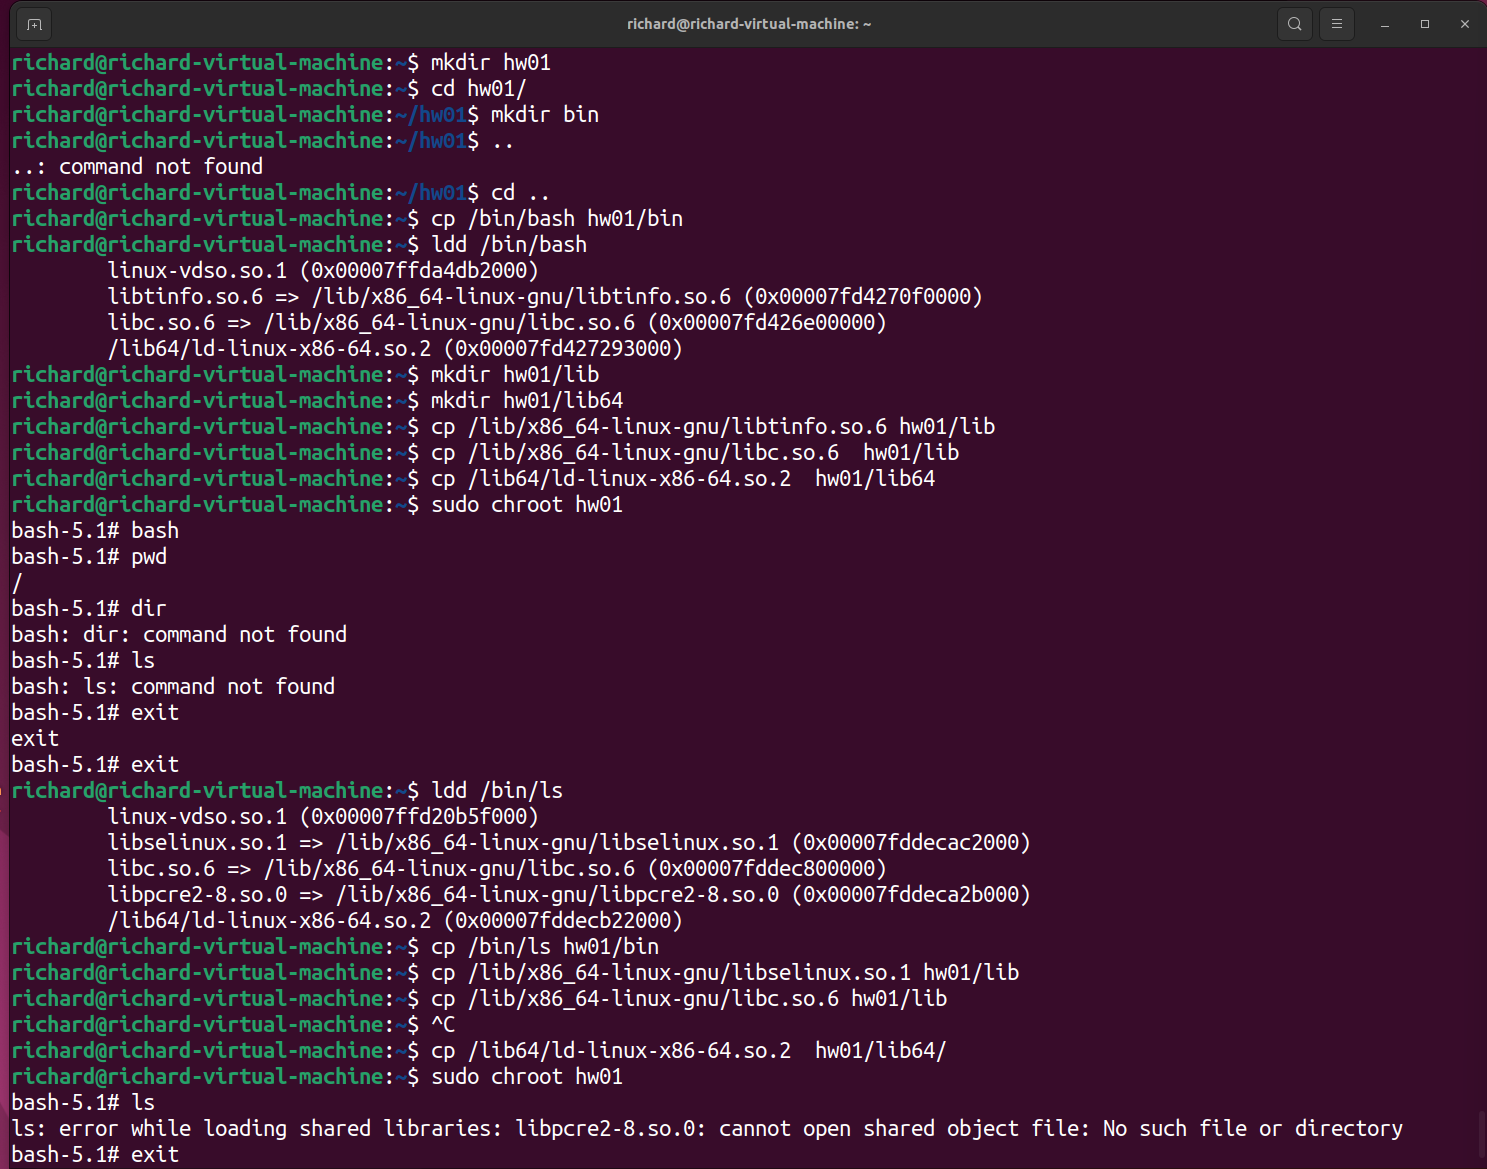 richard@richard-virtual-machine: ~
richard@richard-virtual-machine:~$ mkdir hw01
richard@richard-virtual-machine:~$ cd hw01/
richard@richard-virtual-machine:~/hw01$ mkdir bin
richard@richard-virtual-machine:~/hw01$ ..
..: command not found
richard@richard-virtual-machine:~/hw01$ cd ..
richard@richard-virtual-machine:~$ cp /bin/bash hw01/bin
richard@richard-virtual-machine:~$ ldd /bin/bash
        linux-vdso.so.1 (0x00007ffda4db2000)
        libtinfo.so.6 => /lib/x86_64-linux-gnu/libtinfo.so.6 (0x00007fd4270f0000)
        libc.so.6 => /lib/x86_64-linux-gnu/libc.so.6 (0x00007fd426e00000)
        /lib64/ld-linux-x86-64.so.2 (0x00007fd427293000)
richard@richard-virtual-machine:~$ mkdir hw01/lib
richard@richard-virtual-machine:~$ mkdir hw01/lib64
richard@richard-virtual-machine:~$ cp /lib/x86_64-linux-gnu/libtinfo.so.6 hw01/lib
richard@richard-virtual-machine:~$ cp /lib/x86_64-linux-gnu/libc.so.6  hw01/lib
richard@richard-virtual-machine:~$ cp /lib64/ld-linux-x86-64.so.2  hw01/lib64
richard@richard-virtual-machine:~$ sudo chroot hw01
bash-5.1# bash
bash-5.1# pwd
/
bash-5.1# dir
bash: dir: command not found
bash-5.1# ls
bash: ls: command not found
bash-5.1# exit
exit
bash-5.1# exit
richard@richard-virtual-machine:~$ ldd /bin/ls
        linux-vdso.so.1 (0x00007ffd20b5f000)
        libselinux.so.1 => /lib/x86_64-linux-gnu/libselinux.so.1 (0x00007fddecac2000)
        libc.so.6 => /lib/x86_64-linux-gnu/libc.so.6 (0x00007fddec800000)
        libpcre2-8.so.0 => /lib/x86_64-linux-gnu/libpcre2-8.so.0 (0x00007fddeca2b000)
        /lib64/ld-linux-x86-64.so.2 (0x00007fddecb22000)
richard@richard-virtual-machine:~$ cp /bin/ls hw01/bin
richard@richard-virtual-machine:~$ cp /lib/x86_64-linux-gnu/libselinux.so.1 hw01/lib
richard@richard-virtual-machine:~$ cp /lib/x86_64-linux-gnu/libc.so.6 hw01/lib
richard@richard-virtual-machine:~$ ^C
richard@richard-virtual-machine:~$ cp /lib64/ld-linux-x86-64.so.2  hw01/lib64/
richard@richard-virtual-machine:~$ sudo chroot hw01
bash-5.1# ls
ls: error while loading shared libraries: libpcre2-8.so.0: cannot open shared object file: No such file or directory
bash-5.1# exit